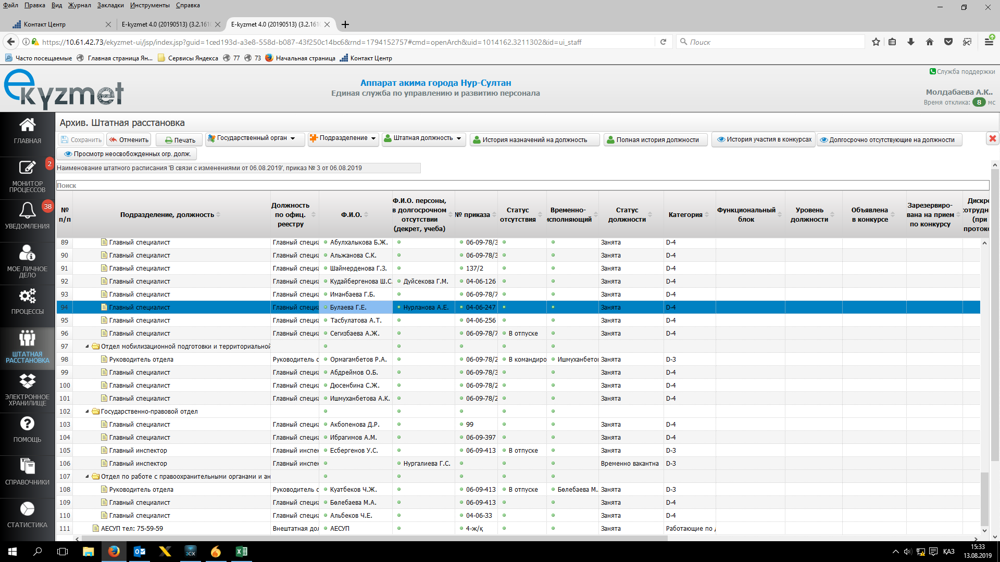 Файл Правка Вид Журнал Закладки Инструменты Справка
Контакт Центр
E-kyzmet 4.0 (20190513) (3.2.161
E-kyzmet 4.0 (20190513) (3.2.161
https://10.61.42.73/ekyzmet-ui/jsp/index.jsp?guid=1ced193d-a3e8-558d-b087-43f250c14bc6&rnd=1794152757#cmd=openArch&uid=1014162.3211302&id=ui_staff
Поиск
Часто посещаемые Главная страница Ян... Сервисы Яндекса 77 73 Начальная страница Контакт Центр
ekyzmet
Аппарат акима города Нур-Султан
Единая служба по управлению и развитию персонала
Служба поддержки
Молдабаева А.К..
Время отклика: 8 мс
ГЛАВНАЯ
2
МОНИТОР
ПРОЦЕССОВ
38
УВЕДОМЛЕНИЯ
МОЕ ЛИЧНОЕ
ДЕЛО
ПРОЦЕССЫ
ШТАТНАЯ
РАССТАНОВКА
ЭЛЕКТРОННОЕ
ХРАНИЛИЩЕ
ПОМОЩЬ
СПРАВОЧНИКИ
СТАТИСТИКА
Архив. Штатная расстановка
Сохранить Отменить Печать Государственный орган Подразделение Штатная должность История назначений на должность Полная история должности История участия в конкурсах Долгосрочно отсутствующие на должности
Просмотр неосвобожденных огр. долж.
Наименование штатного расписания 'В связи с изменениями от 06.08.2019', приказ № 3 от 06.08.2019
Поиск
№
п/п
Подразделение, должность
Должность
по офиц.
реестру
Ф.И.О.
Ф.И.О. персоны,
в долгосрочном
отсутствии
(декрет, учеба)
№ приказа
Статус
отсутствия
Временно-
исполняющий
Статус
должности
Категория
Функциональный
блок
Уровень
должности
Объявлена
в конкурсе
Зарезервиро-
вана на прием
по конкурсу
Дискре
сотрудн
(при
протоко
89 Главный специалист Главный специа Абулхалыкова Б.Ж. 06-09-78/3 Занята D-4
90 Главный специалист Главный специа Альжанова С.К. 06-09-78/3 Занята D-4
91 Главный специалист Главный специа Шаймерденова Г.З. 137/2 Занята D-4
92 Главный специалист Главный специа Кудайбергенова Ш.С. Дуйсекова Г.М. 04-06-126 Занята D-4
93 Главный специалист Главный специа Иманбаева Г.Б. 06-09-78/7 Занята D-4
94 Главный специалист Главный специа Булаева Г.Е. Нурланова А.Е. 04-06-247 Занята D-4
95 Главный специалист Главный специа Тасбулатова А.Т. 04-06-256 Занята D-4
96 Главный специалист Главный специа Сегизбаева А.Ж. 06-09-78/7 В отпуске Занята D-4
97 Отдел мобилизационной подготовки и территориальной
98 Руководитель отдела Руководитель о Ормагамбетов Р.А. 06-09-78/2 В командиро Ишмуханбето Занята D-3
99 Главный специалист Главный специа Абдреймов О.Б. 06-09-78/3 Занята D-4
100 Главный специалист Главный специа Дюсенбина С.Ж. 06-09-78/2 Занята D-4
101 Главный специалист Главный специа Ишмуханбетова А.К. 06-09-78/2 Занята D-4
102 Государственно-правовой отдел
103 Главный специалист Главный специа Акбопенова Д.Р. 99 Занята D-4
104 Главный специалист Главный специа Ибрагимов А.М. 06-09-397 Занята D-4
105 Главный инспектор Главный инспек Есбергенов У.С. 06-09-413 В отпуске Занята D-3
106 Главный инспектор Главный инспек Нургалиева Г.С. Временно вакантна D-3
107 Отдел по работе с правоохранительными органами и ан
108 Руководитель отдела Руководитель о Куатбеков Ч.Ж. 06-09-413 В отпуске Бөлебаева М. Занята D-3
109 Главный специалист Главный специа Бөлебаева М.А. 06-09-413 Занята D-4
110 Главный специалист Главный специа Альбеков Ч.Е. 04-06-33 Занята D-4
111 АЕСУП тел: 75-59-59 Внештатная дол АЕСУП 4-ж/қ Занята Работающие по д
3CX
ҚАЗ
15:33
13.08.2019